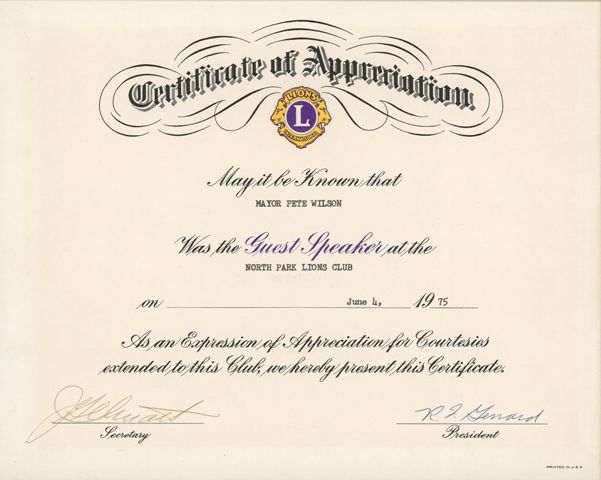 Certificate of Appreciation
LIONS
L
INTERNATIONAL
May it be Known that
MAYOR PETE WILSON
Was the Guest Speaker at the
NORTH PARK LIONS CLUB
on June 4, 1975
As an Expression of Appreciation for Courtesies
extended to this Club, we hereby present this Certificate.
Secretary
President
PRINTED IN U S A